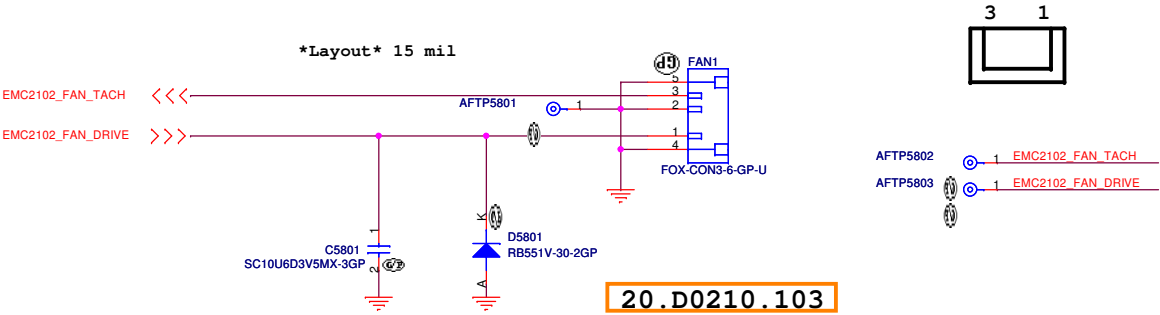 3 1
*Layout* 15 mil
GP
FAN1
5
EMC2102_FAN_TACH
3
AFTP5801
1
2
EMC2102_FAN_DRIVE
1
4
FOX-CON3-6-GP-U
AFTP5802
1
EMC2102_FAN_TACH
AFTP5803
1
EMC2102_FAN_DRIVE
1
K
C5801
D5801
SC10U6D3V5MX-3GP
RB551V-30-2GP
2
A
20.D0210.103